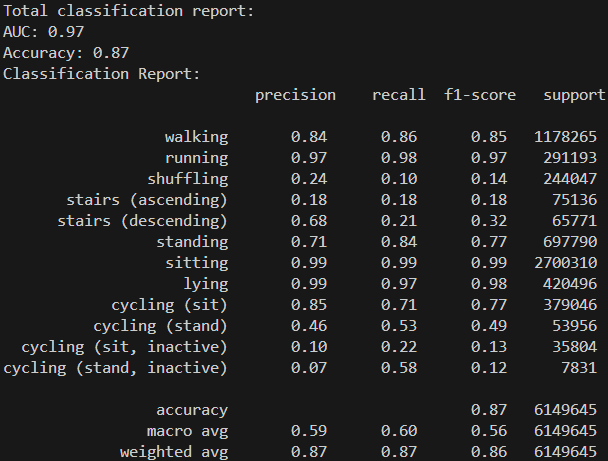 Total classification report:
AUC: 0.97
Accuracy: 0.87
Classification Report:
precision recall f1-score support
walking 0.84 0.86 0.85 1178265
running 0.97 0.98 0.97 291193
shuffling 0.24 0.10 0.14 244047
stairs (ascending) 0.18 0.18 0.18 75136
stairs (descending) 0.68 0.21 0.32 65771
standing 0.71 0.84 0.77 697790
sitting 0.99 0.99 0.99 2700310
lying 0.99 0.97 0.98 420496
cycling (sit) 0.85 0.71 0.77 379046
cycling (stand) 0.46 0.53 0.49 53956
cycling (sit, inactive) 0.10 0.22 0.13 35804
cycling (stand, inactive) 0.07 0.58 0.12 7831
accuracy 0.87 6149645
macro avg 0.59 0.60 0.56 6149645
weighted avg 0.87 0.87 0.86 6149645